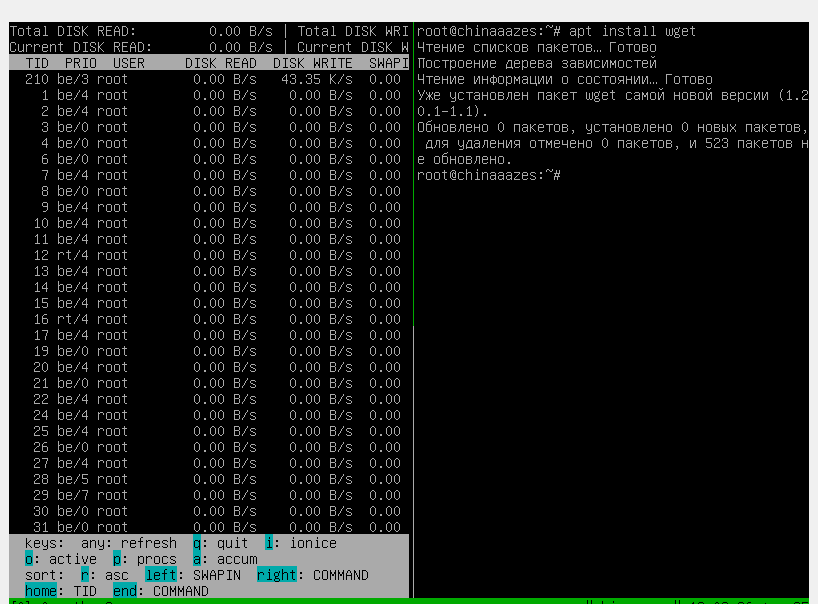 Total DISK READ: 0.00 B/s | Total DISK WRI
Current DISK READ: 0.00 B/s | Current DISK W
TID PRIO USER DISK READ DISK WRITE SWAPI
210 be/3 root 0.00 B/s 43.35 K/s 0.00
1 be/4 root 0.00 B/s 0.00 B/s 0.00
2 be/4 root 0.00 B/s 0.00 B/s 0.00
3 be/0 root 0.00 B/s 0.00 B/s 0.00
4 be/0 root 0.00 B/s 0.00 B/s 0.00
6 be/0 root 0.00 B/s 0.00 B/s 0.00
7 be/4 root 0.00 B/s 0.00 B/s 0.00
8 be/0 root 0.00 B/s 0.00 B/s 0.00
9 be/4 root 0.00 B/s 0.00 B/s 0.00
10 be/4 root 0.00 B/s 0.00 B/s 0.00
11 be/4 root 0.00 B/s 0.00 B/s 0.00
12 rt/4 root 0.00 B/s 0.00 B/s 0.00
13 be/4 root 0.00 B/s 0.00 B/s 0.00
14 be/4 root 0.00 B/s 0.00 B/s 0.00
15 be/4 root 0.00 B/s 0.00 B/s 0.00
16 rt/4 root 0.00 B/s 0.00 B/s 0.00
17 be/4 root 0.00 B/s 0.00 B/s 0.00
19 be/0 root 0.00 B/s 0.00 B/s 0.00
20 be/4 root 0.00 B/s 0.00 B/s 0.00
21 be/0 root 0.00 B/s 0.00 B/s 0.00
22 be/4 root 0.00 B/s 0.00 B/s 0.00
24 be/4 root 0.00 B/s 0.00 B/s 0.00
25 be/4 root 0.00 B/s 0.00 B/s 0.00
26 be/0 root 0.00 B/s 0.00 B/s 0.00
27 be/4 root 0.00 B/s 0.00 B/s 0.00
28 be/5 root 0.00 B/s 0.00 B/s 0.00
29 be/7 root 0.00 B/s 0.00 B/s 0.00
30 be/0 root 0.00 B/s 0.00 B/s 0.00
31 be/0 root 0.00 B/s 0.00 B/s 0.00
keys: any: refresh q: quit i: ionice
o: active p: procs a: accum
sort: r: asc left: SWAPIN right: COMMAND
home: TID end: COMMAND
root@chinaazes:~# apt install wget
Чтение списков пакетов… Готово
Построение дерева зависимостей
Чтение информации о состоянии… Готово
Уже установлен пакет wget самой новой версии (1.2
0.1-1.1).
Обновлено 0 пакетов, установлено 0 новых пакетов,
для удаления отмечено 0 пакетов, и 523 пакетов н
е обновлено.
root@chinaazes:~#